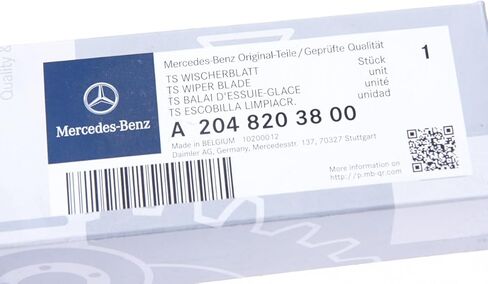 Quality &
Mercedes-Benz
Mercedes-Benz Original-Teile/Geprüfte Qualität
TS WISCHERBLATT Stück 1
TS WIPER BLADE unit
TS BALAI D'ESSUIE-GLACE unité
TS ESCOBILLA LIMPIACR. unidad
A 204 820 38 00
Made in BELGIUM 10200012
Daimler AG, Germany, Mercedesstr. 137, 70327 Stuttgart
More information on
http://p.mb-qr.com